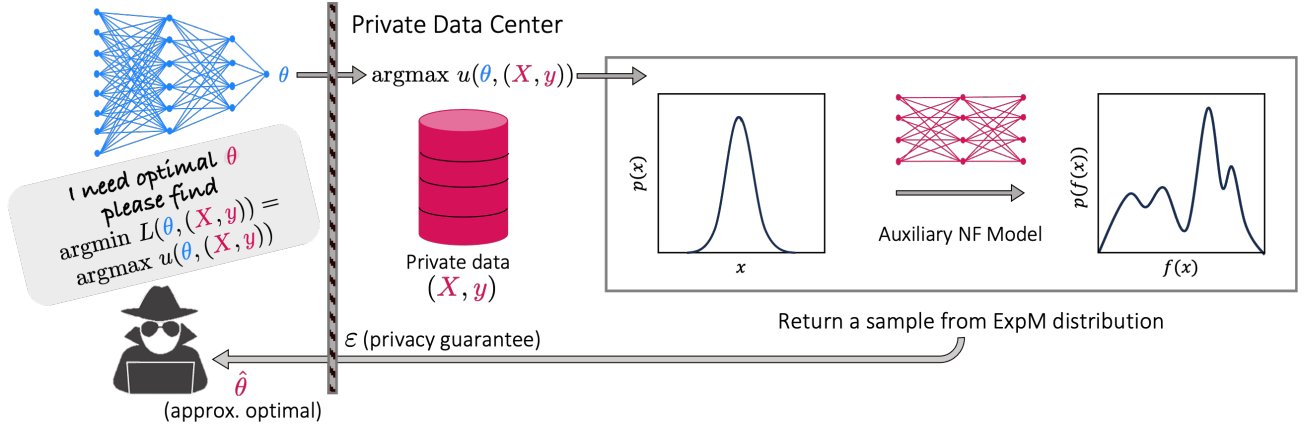 Private Data Center
θ
argmax u(θ, (X, y))
I need optimal θ
please find
argmin L(θ, (X, y)) =
argmax u(θ, (X, y))
Private data
(X, y)
p(x)
x
Auxiliary NF Model
p(f(x))
f(x)
Return a sample from ExpM distribution
ε (privacy guarantee)
θ̂
(approx. optimal)